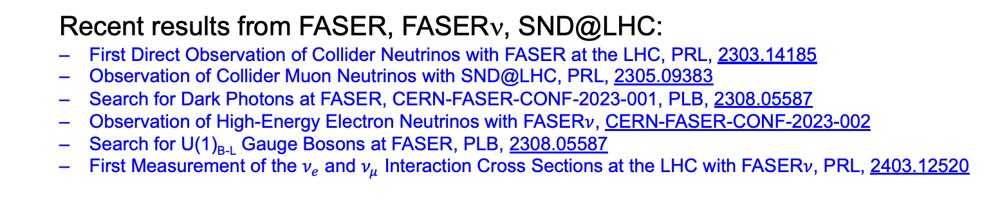 Recent results from FASER, FASERν, SND@LHC:
– First Direct Observation of Collider Neutrinos with FASER at the LHC, PRL, 2303.14185
– Observation of Collider Muon Neutrinos with SND@LHC, PRL, 2305.09383
– Search for Dark Photons at FASER, CERN-FASER-CONF-2023-001, PLB, 2308.05587
– Observation of High-Energy Electron Neutrinos with FASERν, CERN-FASER-CONF-2023-002
– Search for U(1)B-L Gauge Bosons at FASER, PLB, 2308.05587
– First Measurement of the νe and νμ Interaction Cross Sections at the LHC with FASERν, PRL, 2403.12520